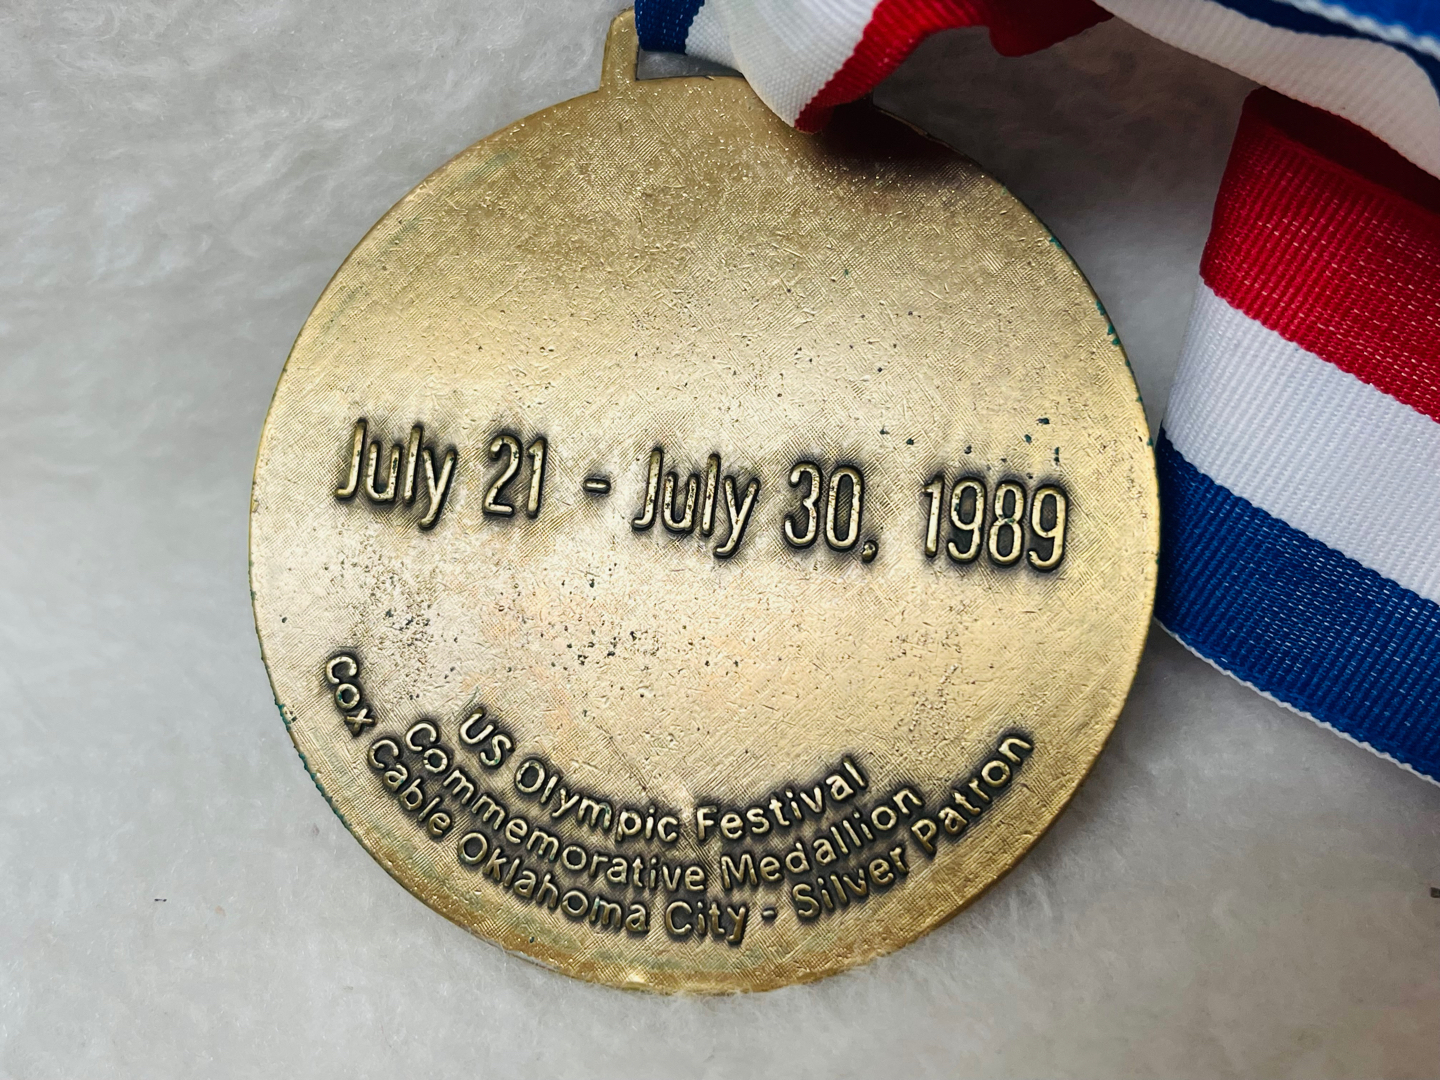 July 21 - July 30, 1989
US Olympic Festival
Commemorative Medallion
Cox Cable Oklahoma City - Silver Patron